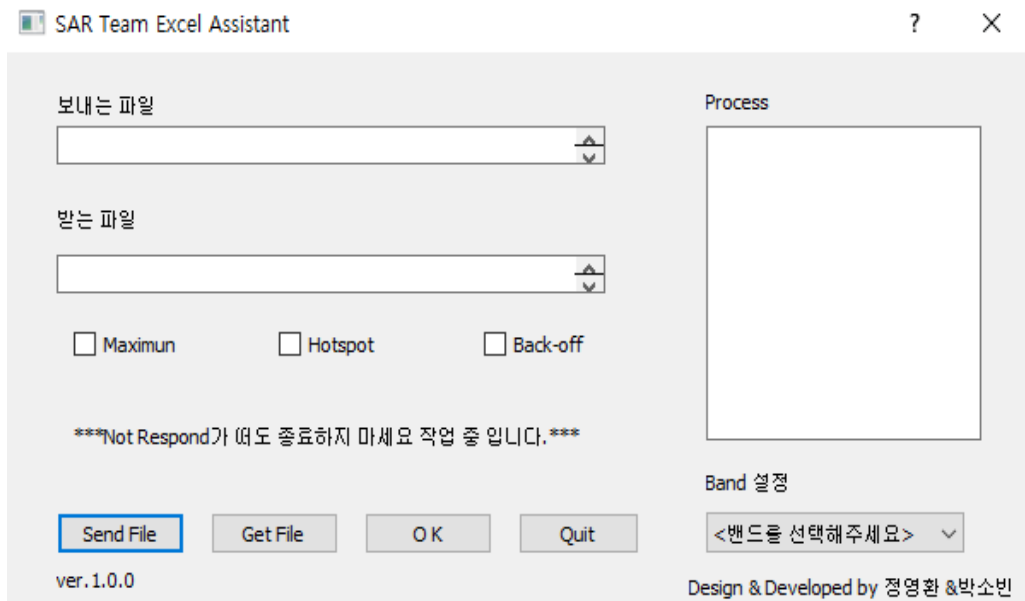 SAR Team Excel Assistant
보내는 파일
Process
받는 파일
Maximun
Hotspot
Back-off
***Not Respond가 떠도 종료하지 마세요 작업 중 입니다.***
Band 설정
Send File
Get File
O K
Quit
<밴드를 선택해주세요>
ver.1.0.0
Design & Developed by 정영환 &박소빈